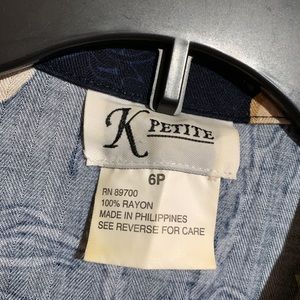 K PETITE
6P
RN 89700
100% RAYON
MADE IN PHILIPPINES
SEE REVERSE FOR CARE